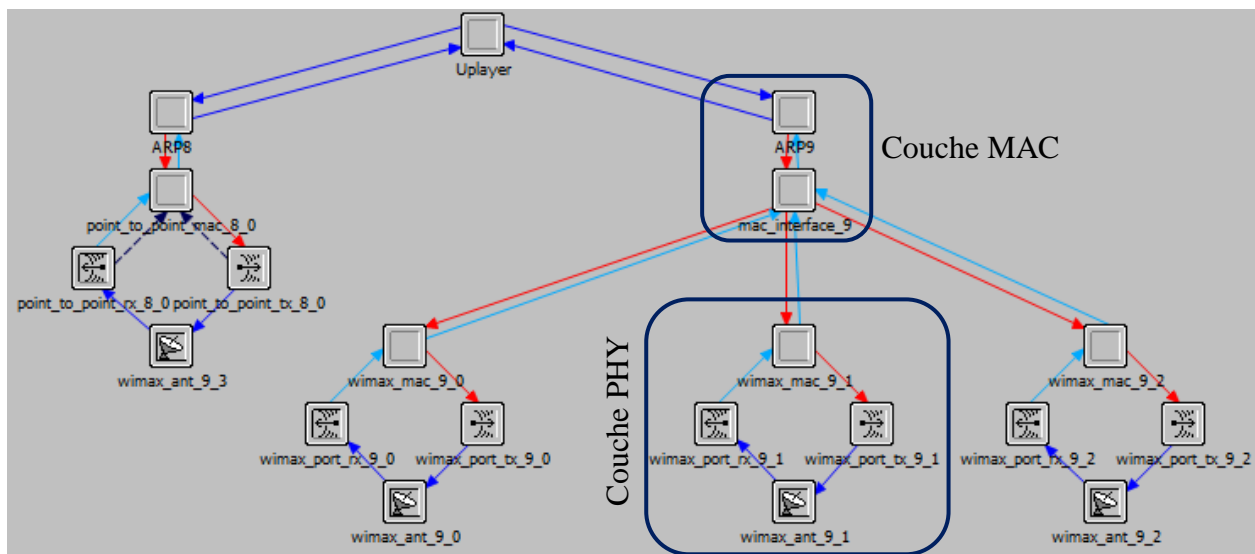 Uplayer
ARP8
ARP9
Couche MAC
point_to_point_mac_8_0
mac_interface_9
point_to_point_rx_8_0
point_to_point_tx_8_0
wimax_ant_9_3
wimax_mac_9_0
wimax_mac_9_1
wimax_mac_9_2
Couche PHY
wimax_port_rx_9_0
wimax_port_tx_9_0
wimax_port_rx_9_1
wimax_port_tx_9_1
wimax_port_rx_9_2
wimax_port_tx_9_2
wimax_ant_9_0
wimax_ant_9_1
wimax_ant_9_2